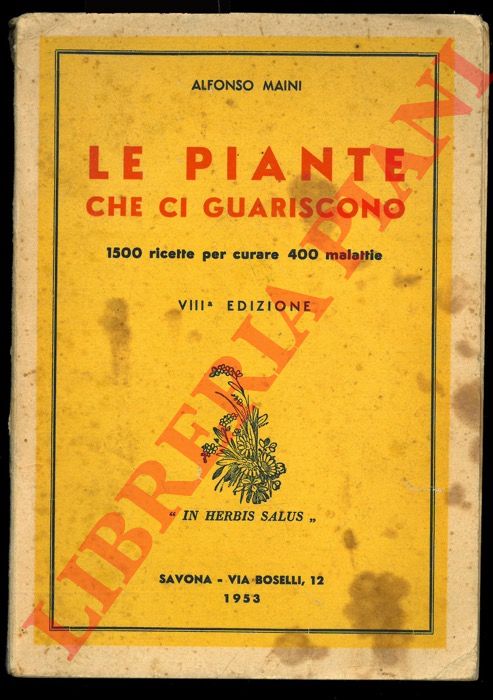 ALFONSO MAINI
LE PIANTE
CHE CI GUARISCONO
1500 ricette per curare 400 malattie
VIIIª EDIZIONE
“ IN HERBIS SALUS „
SAVONA - VIA BOSELLI, 12
1953
LIBRERIA PIANI